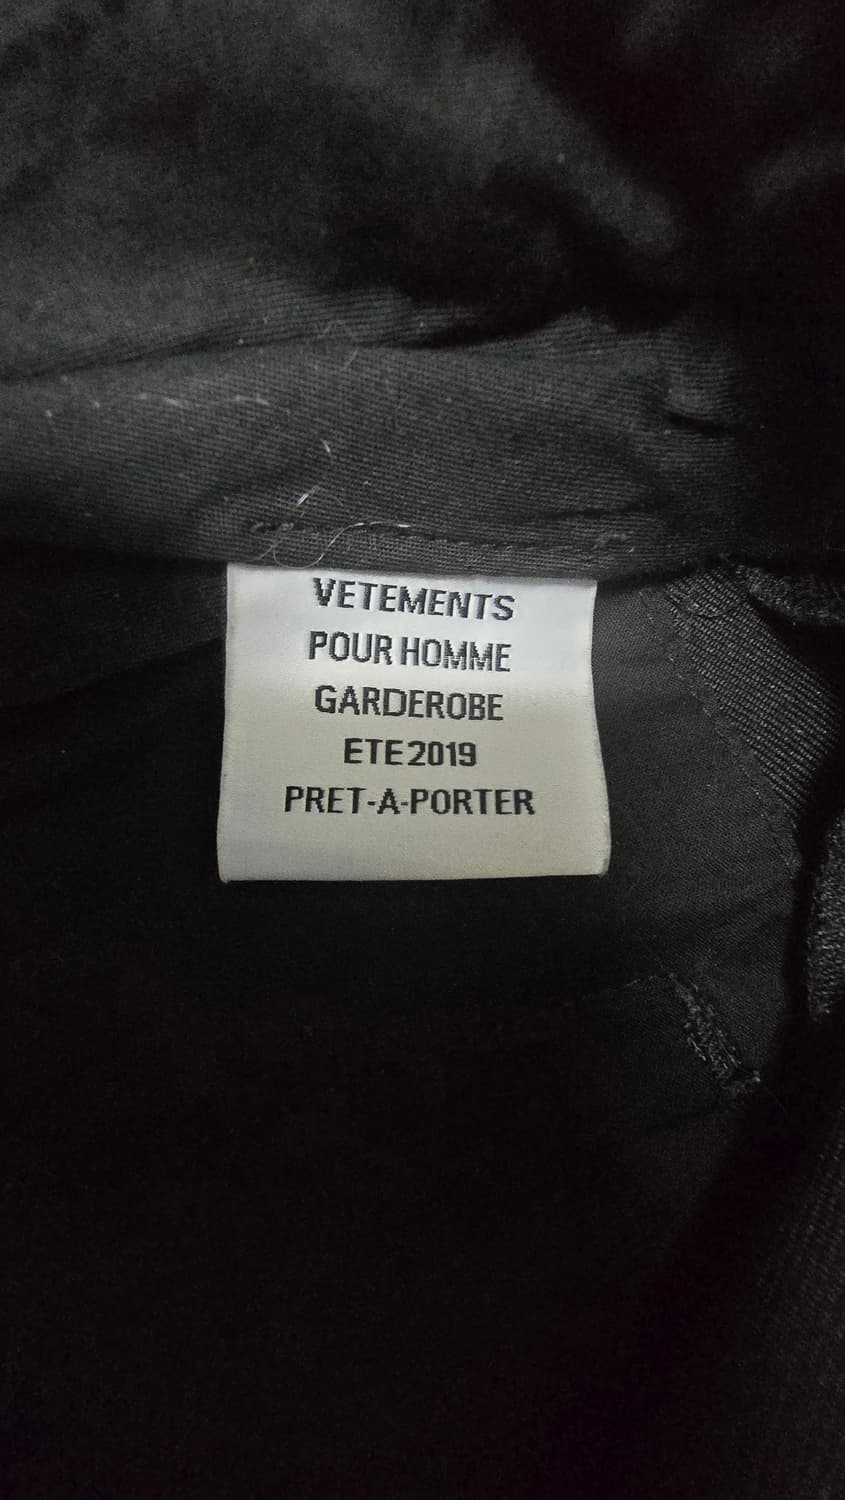 VETEMENTS
POUR HOMME
GARDEROBE
ETE 2019
PRET-A-PORTER